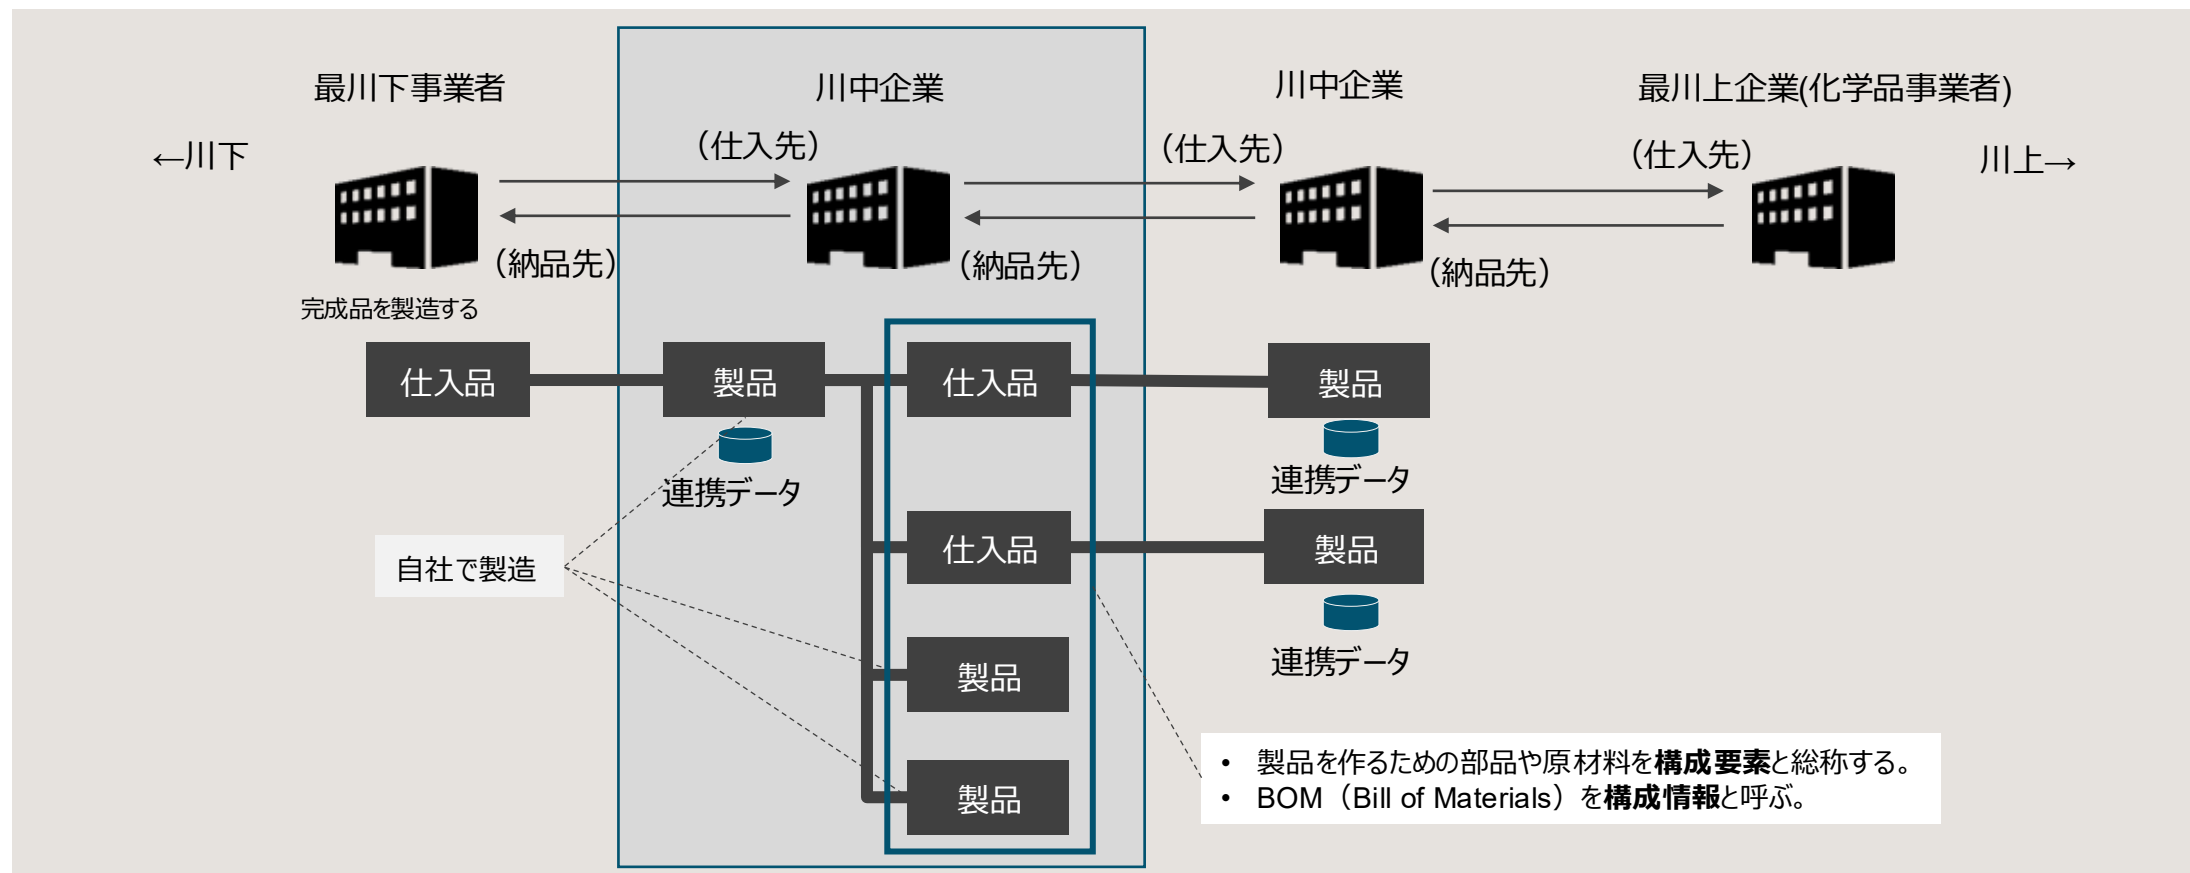 最川下事業者
川中企業
川中企業
最川上企業(化学品事業者)
←川下
(仕入先)
(仕入先)
(仕入先)
川上→
(納品先)
(納品先)
(納品先)
完成品を製造する
仕入品
製品
仕入品
製品
連携データ
連携データ
自社で製造
仕入品
製品
連携データ
製品
製品
• 製品を作るための部品や原材料を構成要素と総称する。
• BOM（Bill of Materials）を構成情報と呼ぶ。